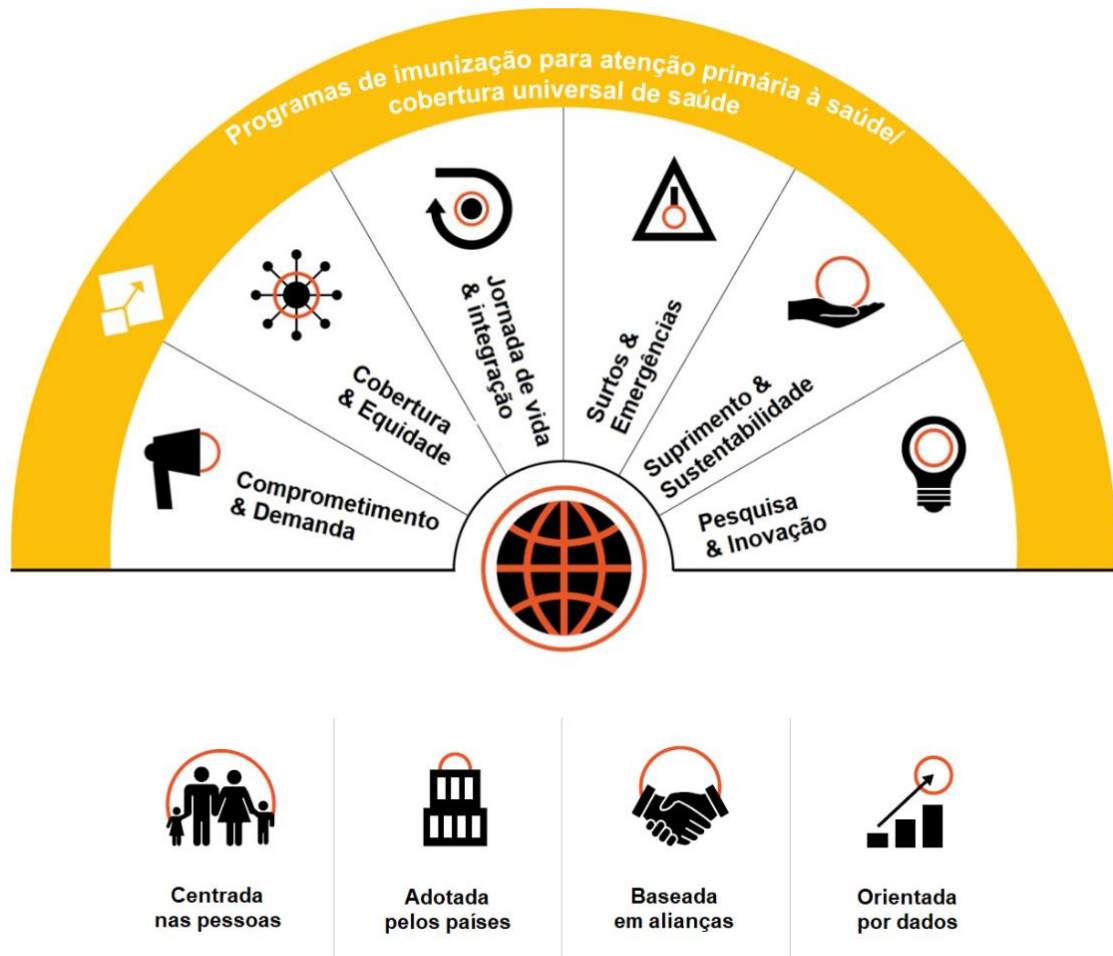 Programas de imunização para atenção primária à saúde/
cobertura universal de saúde
Comprometimento
& Demanda
Cobertura
& Equidade
Jornada de vida
& integração
Surtos &
Emergências
Suprimento &
Sustentabilidade
Pesquisa
& Inovação
Centrada
nas pessoas
Adotada
pelos países
Baseada
em alianças
Orientada
por dados